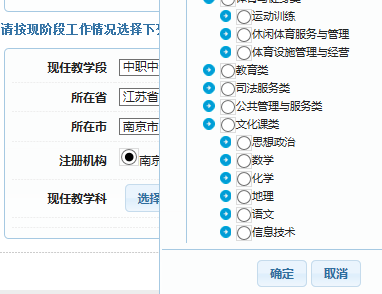 请按现阶段工作情况选择下
现任教学段
中职中
所在省
江苏省
所在市
南京市
注册机构
南京
现任教学科
选择
运动训练
休闲体育服务与管理
体育设施管理与经营
教育类
司法服务类
公共管理与服务类
文化课类
思想政治
数学
化学
地理
语文
信息技术
确定
取消